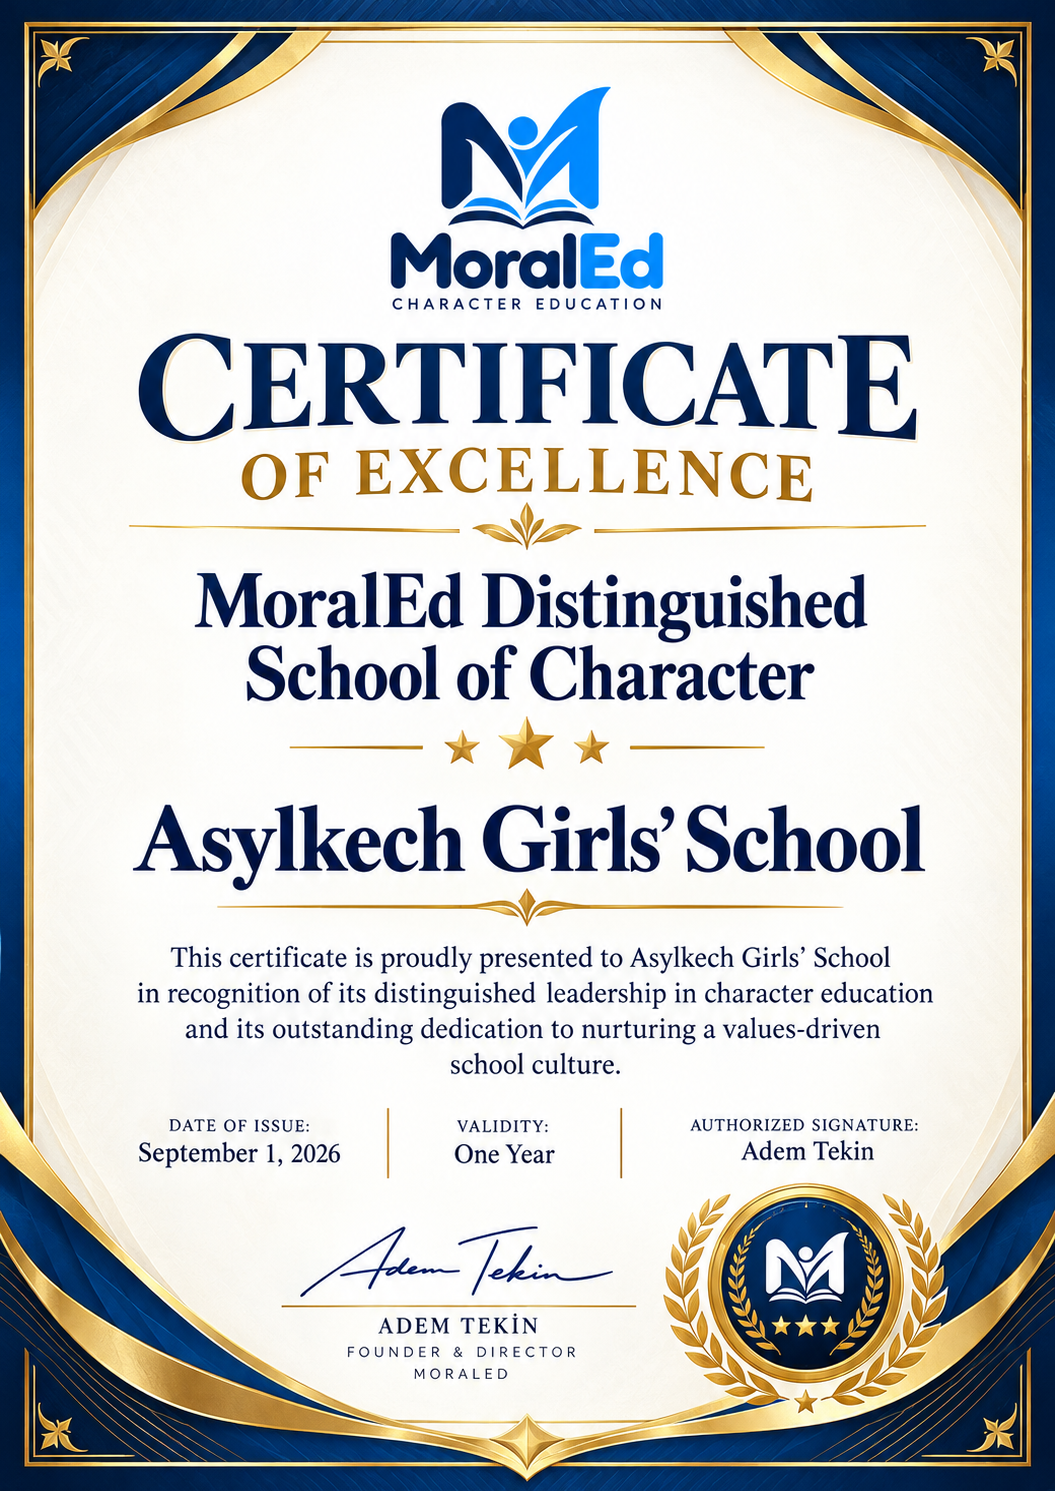 MoralEd
CHARACTER EDUCATION
CERTIFICATE
OF EXCELLENCE
MoralEd Distinguished
School of Character
Asylkech Girls’ School
This certificate is proudly presented to Asylkech Girls’ School
in recognition of its distinguished leadership in character education
and its outstanding dedication to nurturing a values-driven
school culture.
DATE OF ISSUE:
September 1, 2026
VALIDITY:
One Year
AUTHORIZED SIGNATURE:
Adem Tekin
Adem Tekin
ADEM TEKİN
FOUNDER & DIRECTOR
MORALED